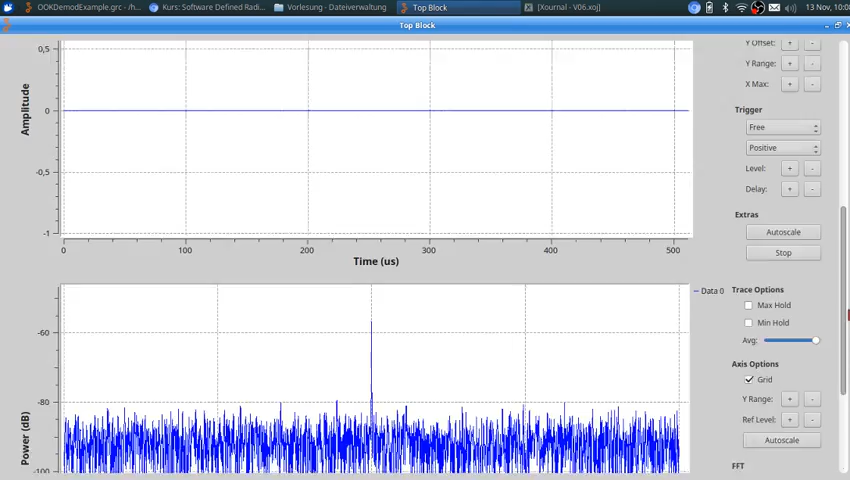 OOKDemodExample.grc - /h...
Kurs: Software Defined Radi...
Vorlesung - Dateiverwaltung
Top Block
[Xournal - V06.xoj]
13 Nov, 10:0
Top Block
Y Offset: + -
0,5
Y Range: + -
X Max: + -
Amplitude
0
Trigger
Free
Positive
-0,5
Level: + -
Delay: + -
Extras
-1
Autoscale
0 100 200 300 400 500
Stop
Time (us)
Data 0
Trace Options
Max Hold
Min Hold
-60
Avg:
Axis Options
Grid
-80
Y Range: + -
Ref Level: + -
Power (dB)
Autoscale
FFT
-100